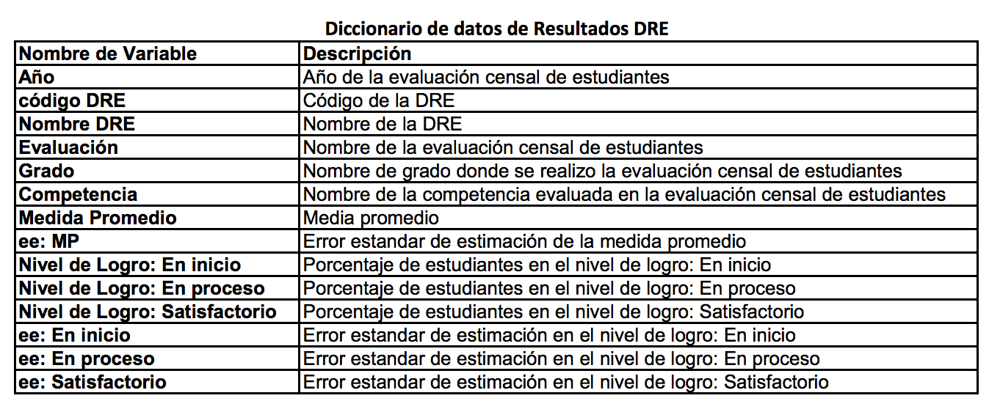 Diccionario de datos de Resultados DRE
Nombre de Variable Descripción
Año Año de la evaluación censal de estudiantes
código DRE Código de la DRE
Nombre DRE Nombre de la DRE
Evaluación Nombre de la evaluación censal de estudiantes
Grado Nombre de grado donde se realizo la evaluación censal de estudiantes
Competencia Nombre de la competencia evaluada en la evaluación censal de estudiantes
Medida Promedio Media promedio
ee: MP Error estandar de estimación de la medida promedio
Nivel de Logro: En inicio Porcentaje de estudiantes en el nivel de logro: En inicio
Nivel de Logro: En proceso Porcentaje de estudiantes en el nivel de logro: En proceso
Nivel de Logro: Satisfactorio Porcentaje de estudiantes en el nivel de logro: Satisfactorio
ee: En inicio Error estandar de estimación en el nivel de logro: En inicio
ee: En proceso Error estandar de estimación en el nivel de logro: En proceso
ee: Satisfactorio Error estandar de estimación en el nivel de logro: Satisfactorio